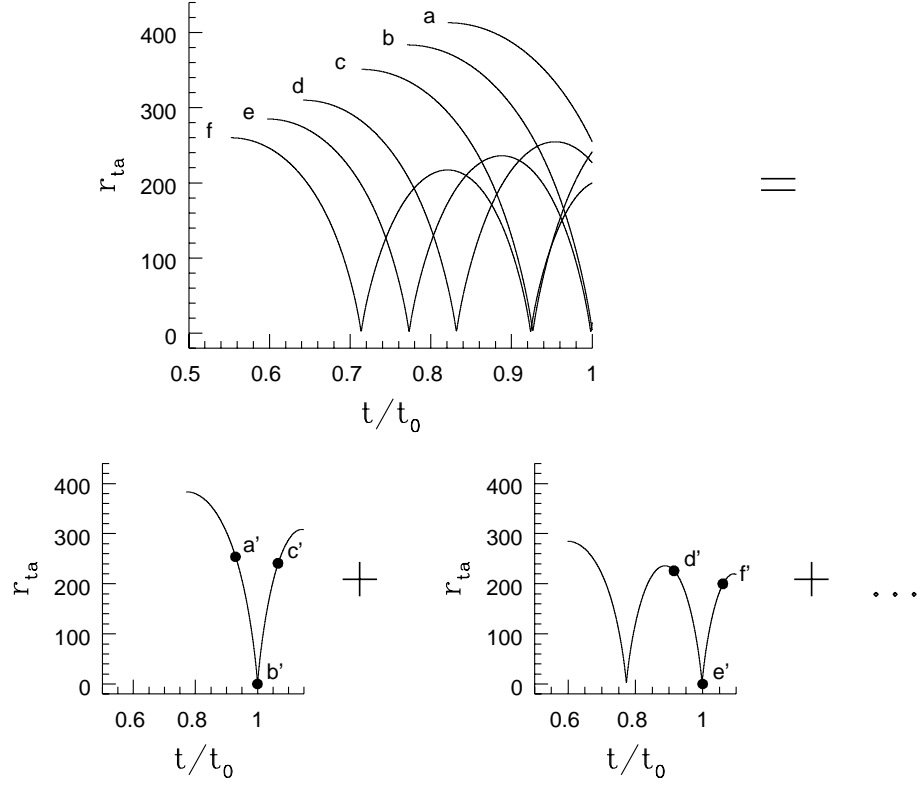 a
400
b
c
300
d
e
f
r_ta
200
=
100
0
0.5 0.6 0.7 0.8 0.9 1
t/t_0
400
300
a'
c'
r_ta
200
100
b'
0
0.6 0.8 1
t/t_0
+
400
300
d'
f'
r_ta
200
100
e'
0
0.6 0.8 1
t/t_0
+
...